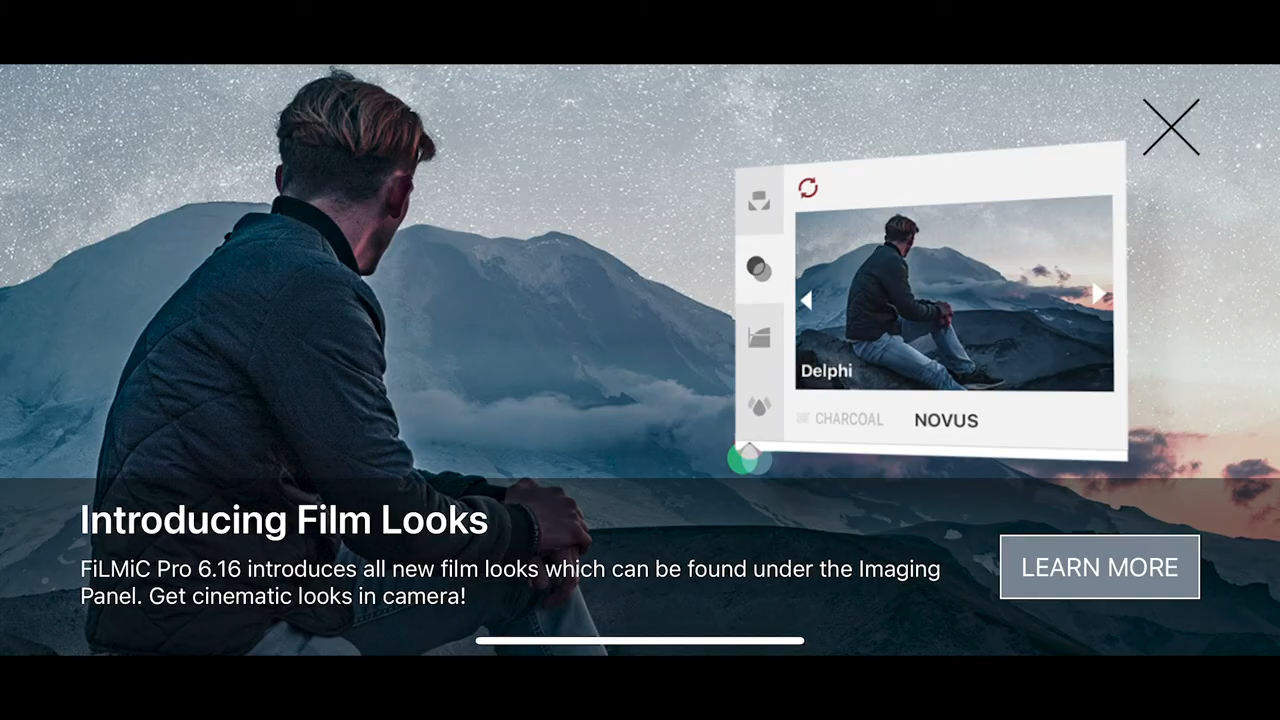 Delphi
CHARCOAL NOVUS
Introducing Film Looks
FiLMiC Pro 6.16 introduces all new film looks which can be found under the Imaging
Panel. Get cinematic looks in camera!
LEARN MORE